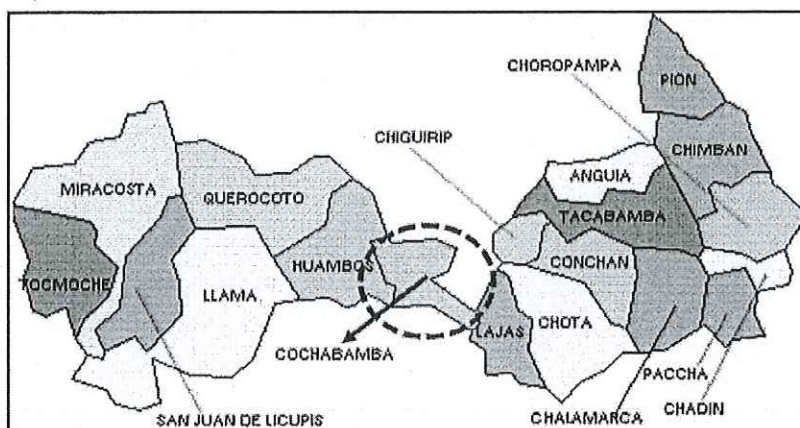 CHOROPAMPA
PION
CHIGUIRIP
CHIMBAN
ANGUIA
MIRACOSTA
QUEROCOTO
TACABAMBA
HUAMBOS
CONCHAN
TOCMOCHE
LLAMA
CHOTA
LAJAS
COCHABAMBA
PACCHA
CHADIN
SAN JUAN DE LICUPIS
CHALAMARCA